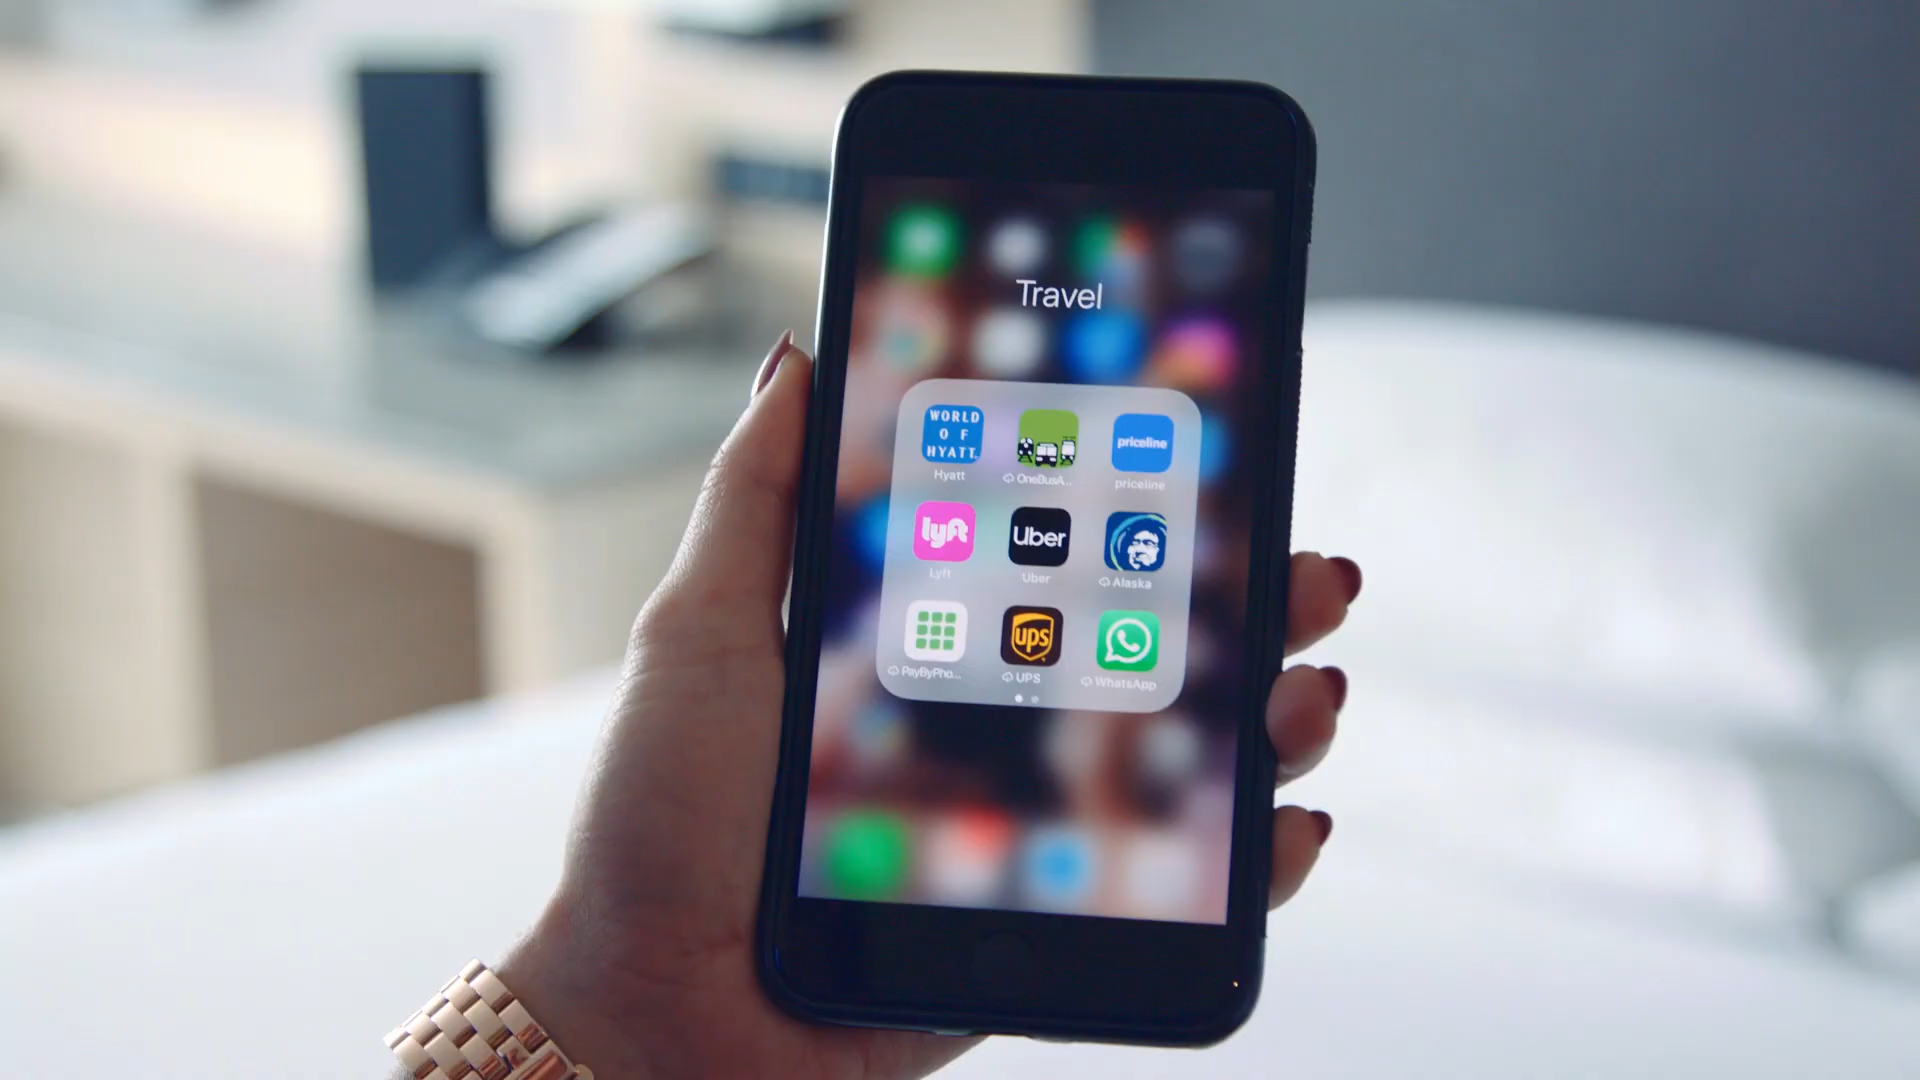 Travel
WORLD
OF
HYATT.
priceline
Hyatt
OneBusA...
priceline
lyft
Uber
Lyft
Uber
Alaska
ups
PayByPho...
UPS
WhatsApp